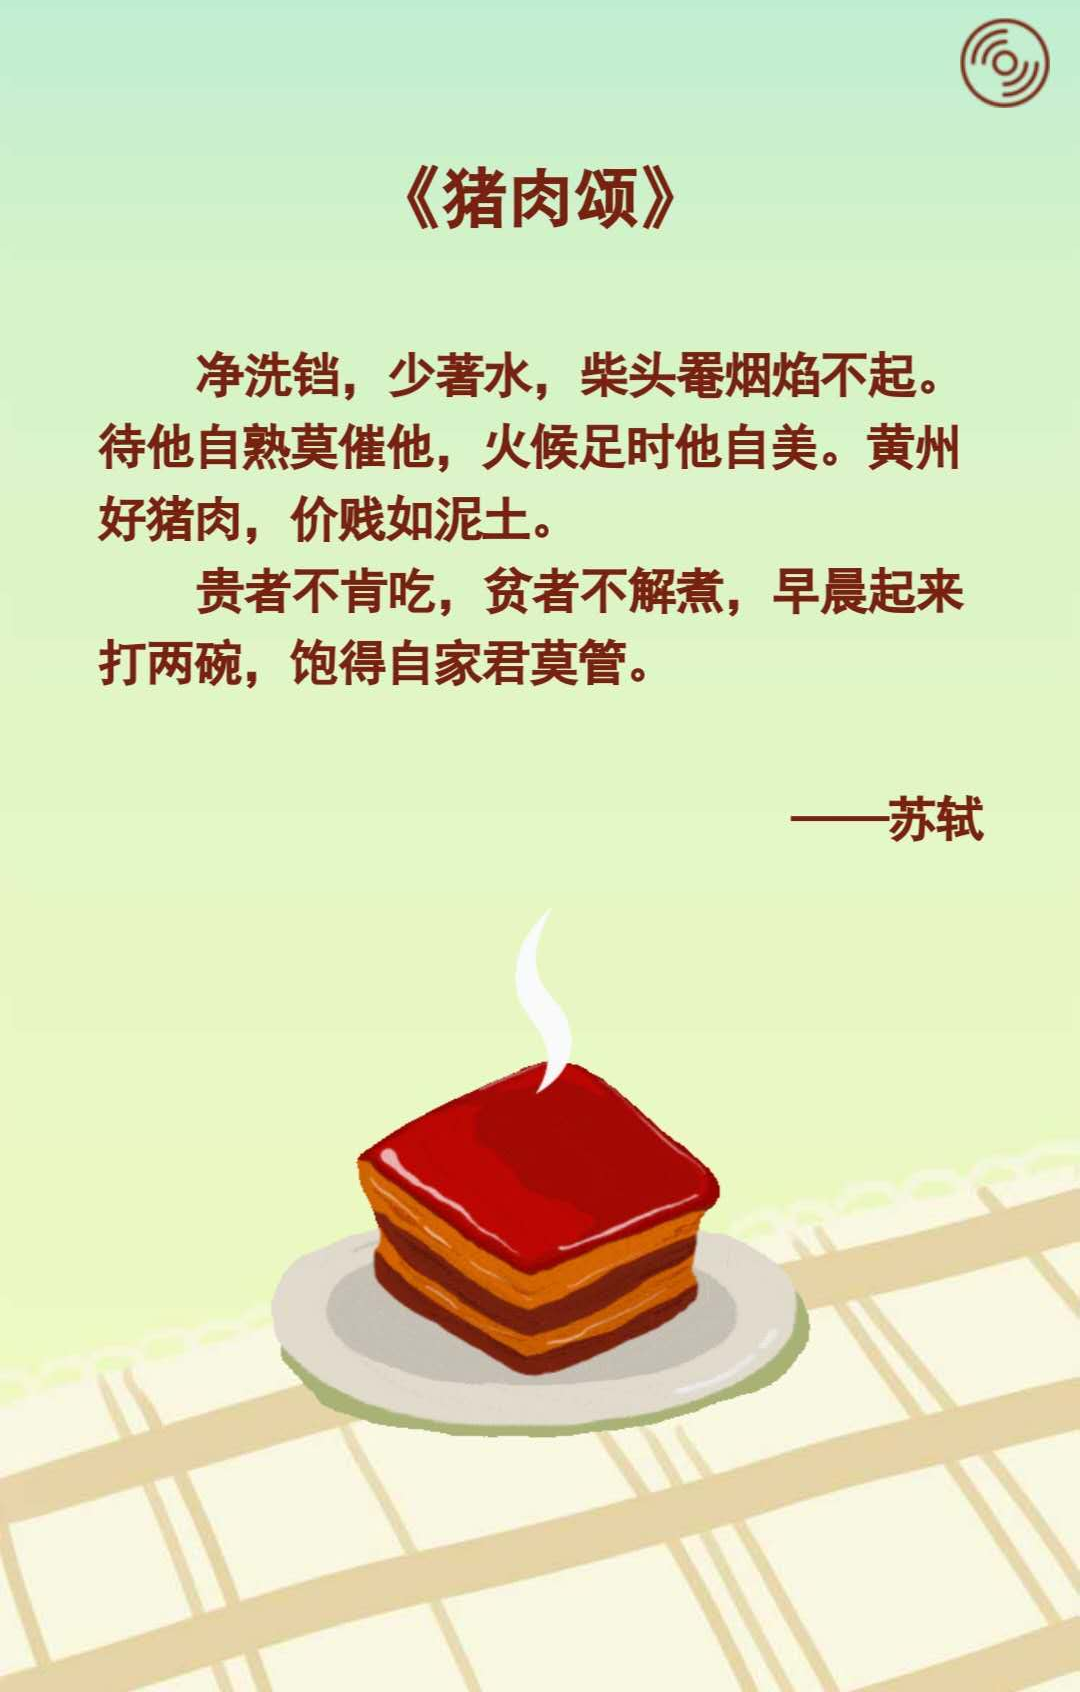 《猪肉颂》
净洗铛，少著水，柴头罨烟焰不起。
待他自熟莫催他，火候足时他自美。黄州
好猪肉，价贱如泥土。
贵者不肯吃，贫者不解煮，早晨起来
打两碗，饱得自家君莫管。
——苏轼